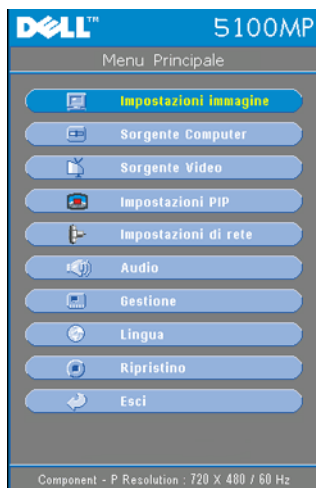 DELL™ 5100MP
Menu Principale
Impostazioni immagine
Sorgente Computer
Sorgente Video
Impostazioni PIP
Impostazioni di rete
Audio
Gestione
Lingua
Ripristino
Esci
Component - P Resolution : 720 X 480 / 60 Hz